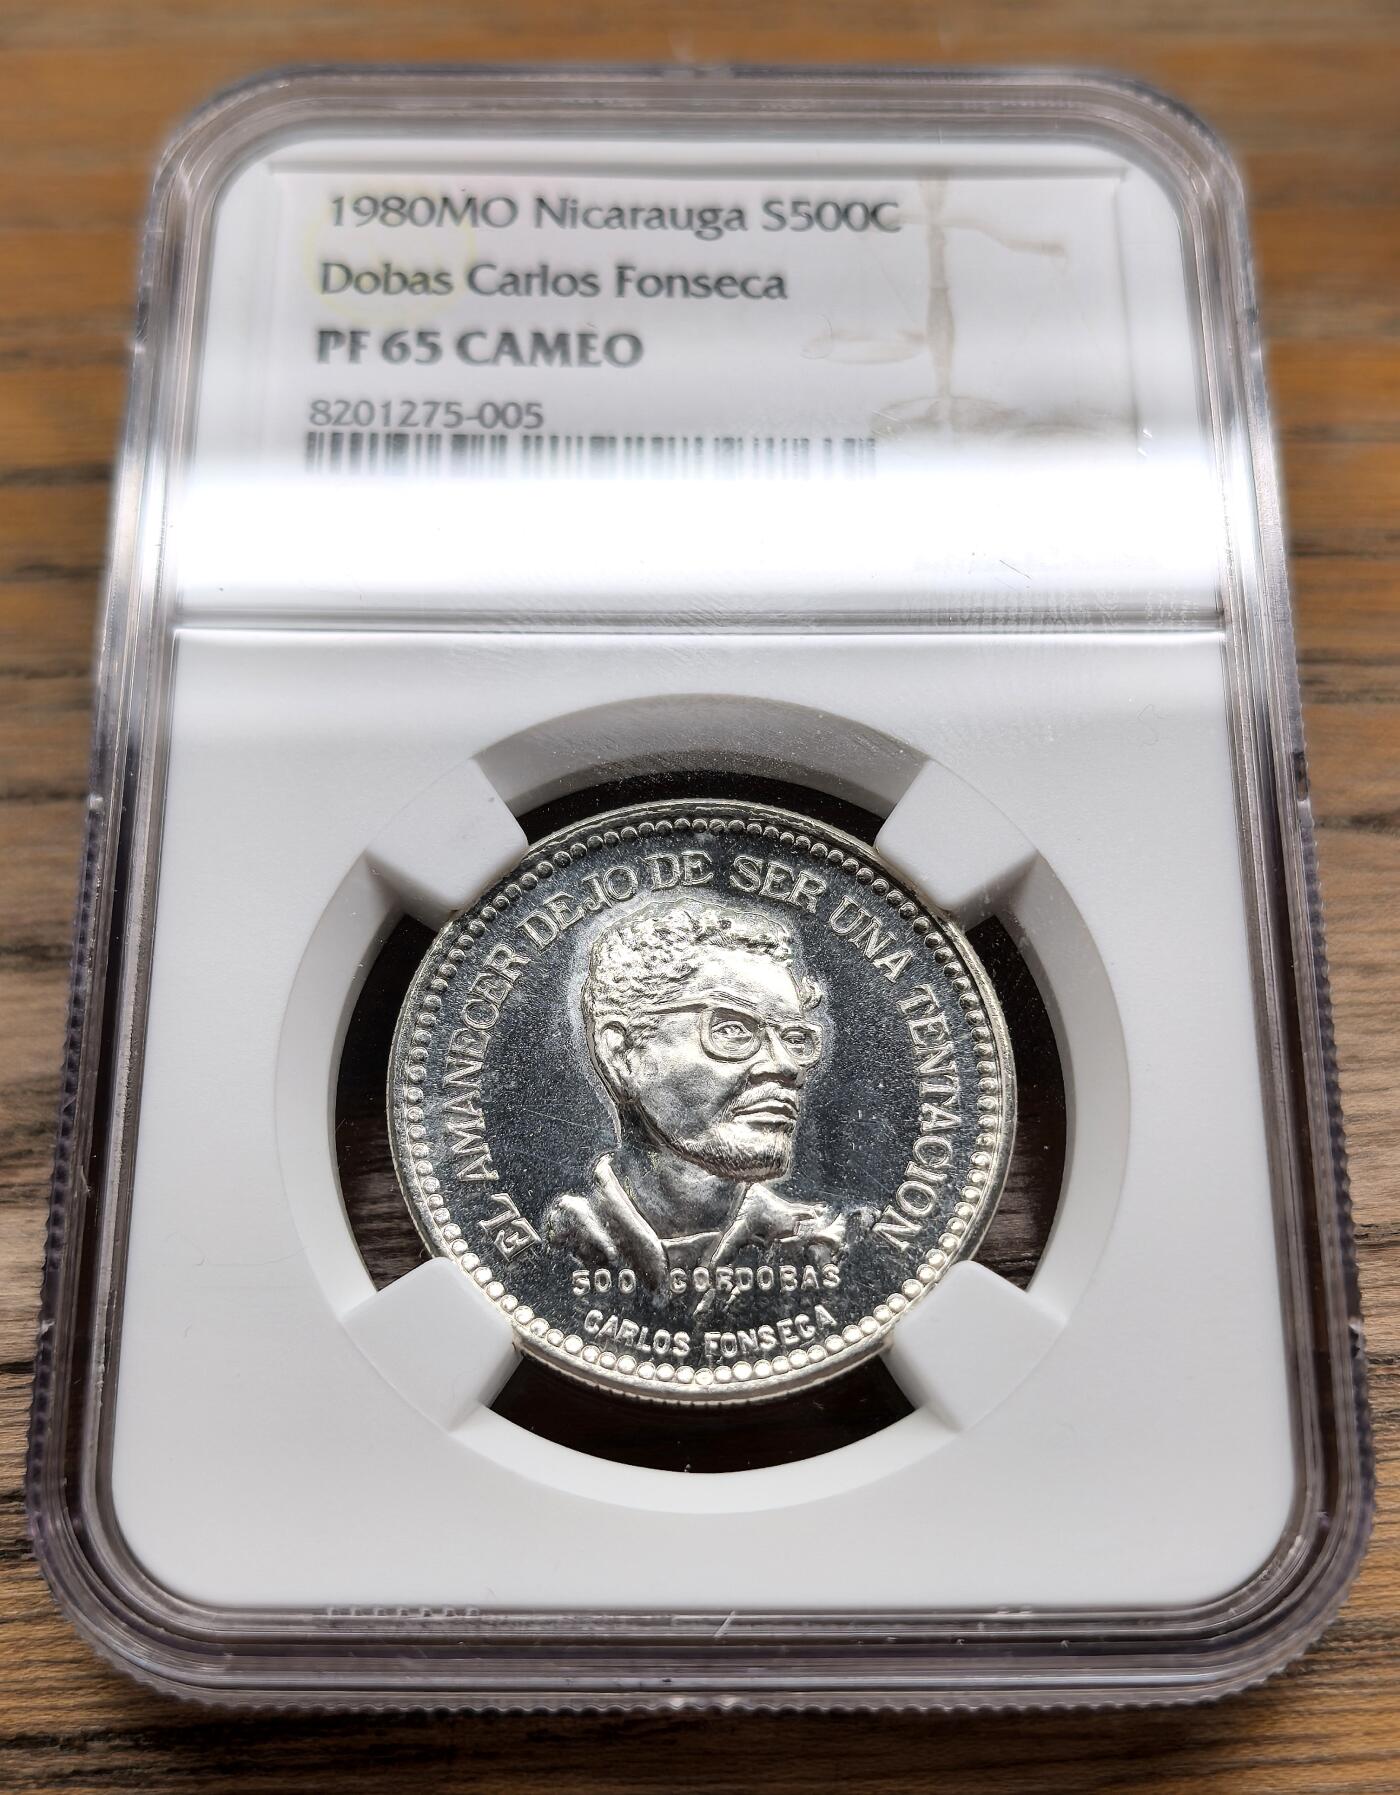 1980MO Nicarauga S500C
Dobas Carlos Fonseca
PF 65 CAMEO
8201275-005
EL AMANECER DEJO DE SER UNA TENTACION
500 CORDOBAS
CARLOS FONSECA